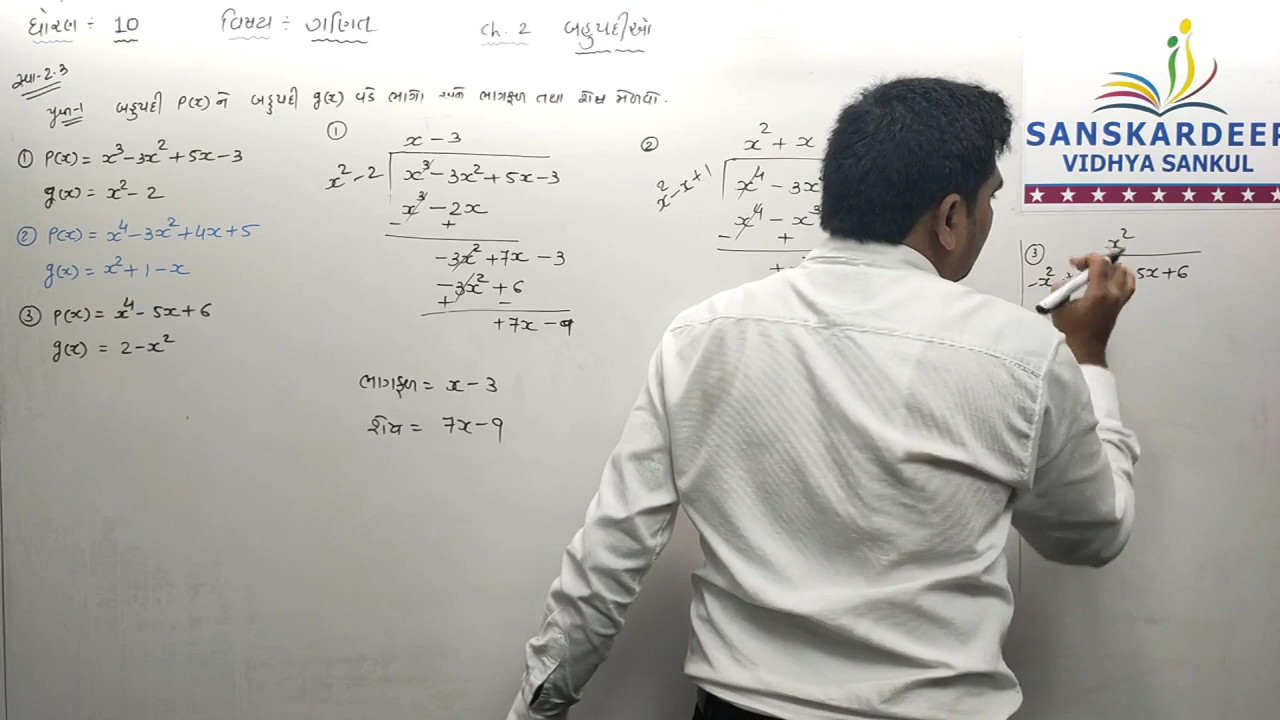 ધોરણ ÷ 10 વિષય ÷ ગણિત Ch. 2 બહુપદીઓ
સ્વા-2.3
પ્રશ્ન-1 બહુપદી P(x) ને બહુપદી g(x) વડે ભાગો અને ભાગફળ તથા શેષ મેળવો.
① P(x) = x³-3x²+5x-3
g(x) = x²-2
② P(x) = x⁴-3x²+4x+5
g(x) = x²+1-x
③ P(x) = x⁴-5x+6
g(x) = 2-x²
①
x-3
x²-2 x³-3x²+5x-3
x³-2x
- +
-3x²+7x-3
-3x²+6
+ -
+7x-9
ભાગફળ = x-3
શેષ = 7x-9
②
x²+x
x²-x+1 x⁴-3x
x⁴-x³
- +
+
SANSKARDEEP
VIDHYA SANKUL
③
x²
-x² 5x+6